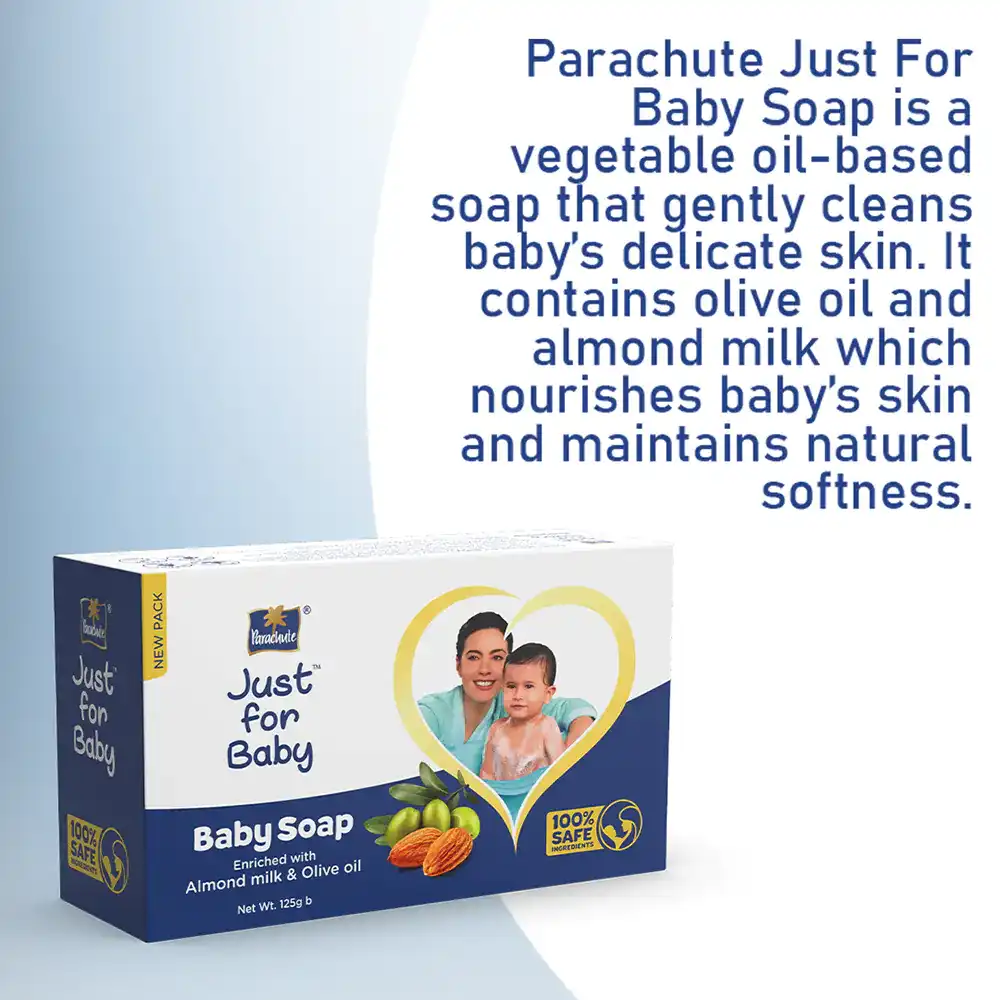 Parachute Just For
Baby Soap is a
vegetable oil-based
soap that gently cleans
baby's delicate skin. It
contains olive oil and
almond milk which
nourishes baby's skin
and maintains natural
softness.
NEW PACK
Parachute®
Just™
for
Baby
Baby Soap
Enriched with
Almond milk & Olive oil
Net Wt. 125g b
100%
SAFE
INGREDIENTS
Parachute®
Just™
for
Baby
100%
SAFE
INGREDIENTS